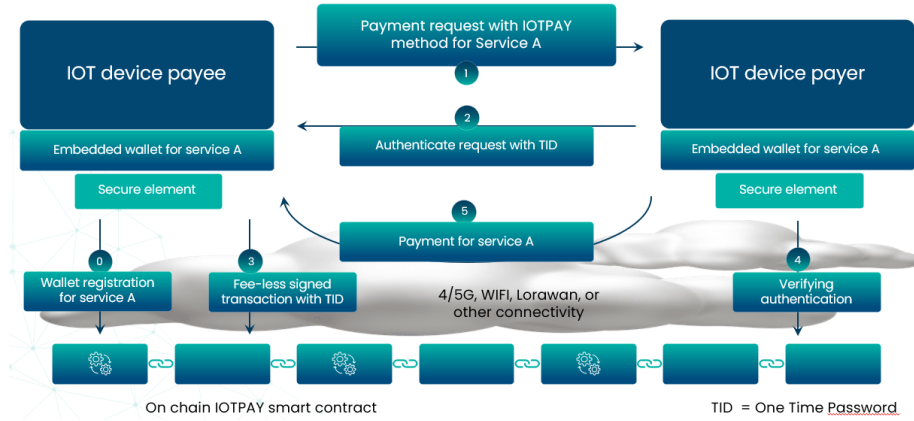 Payment request with IOTPAY
method for Service A
1
IOT device payee
IOT device payer
2
Authenticate request with TID
Embedded wallet for service A
Embedded wallet for service A
Secure element
Secure element
5
Payment for service A
0
Wallet registration
for service A
3
Fee-less signed
transaction with TID
4/5G, WIFI, Lorawan, or
other connectivity
4
Verifying
authentication
On chain IOTPAY smart contract
TID = One Time Password